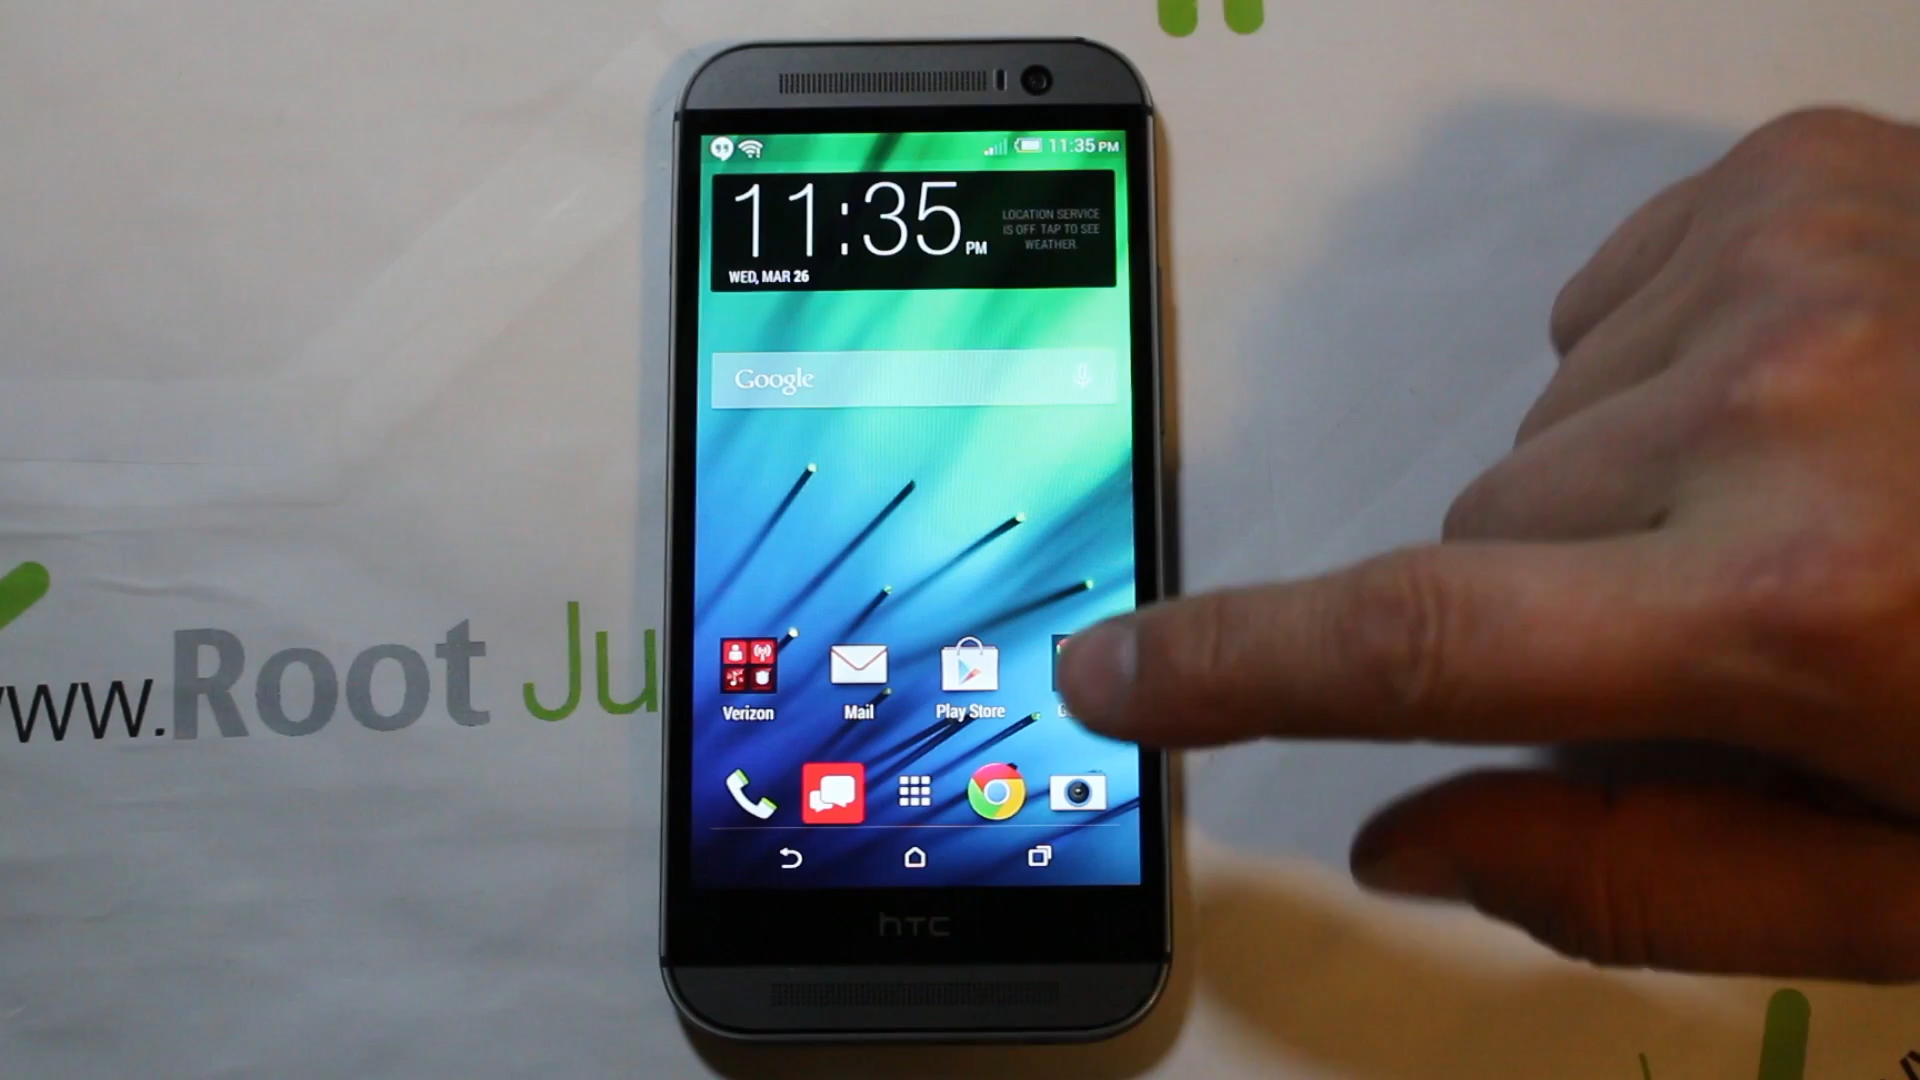 11:35 PM
11:35 PM
LOCATION SERVICE
IS OFF. TAP TO SEE
WEATHER.
WED, MAR 26
Google
www.Root Ju
Verizon
Mail
Play Store
hTC